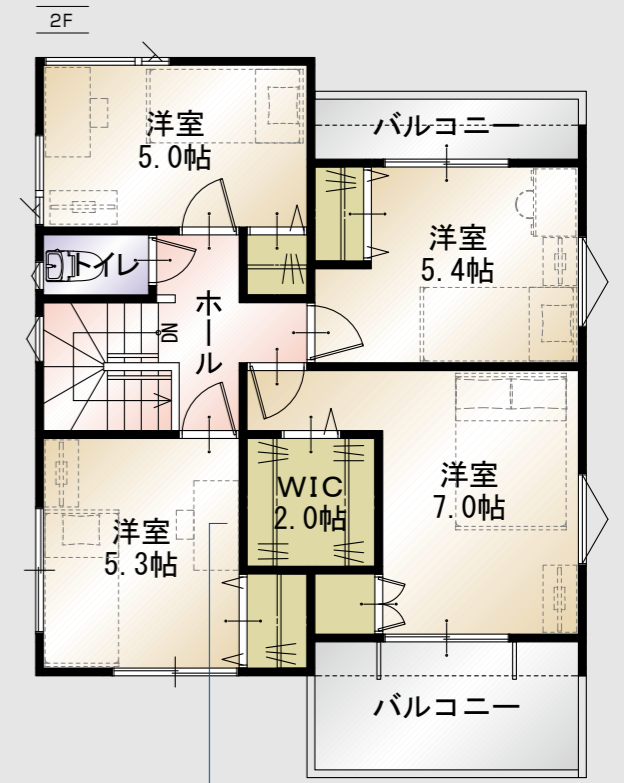 2F
洋室
5.0帖
バルコニー
洋室
5.4帖
トイレ
ホール
DN
洋室
7.0帖
WIC
2.0帖
洋室
5.3帖
バルコニー